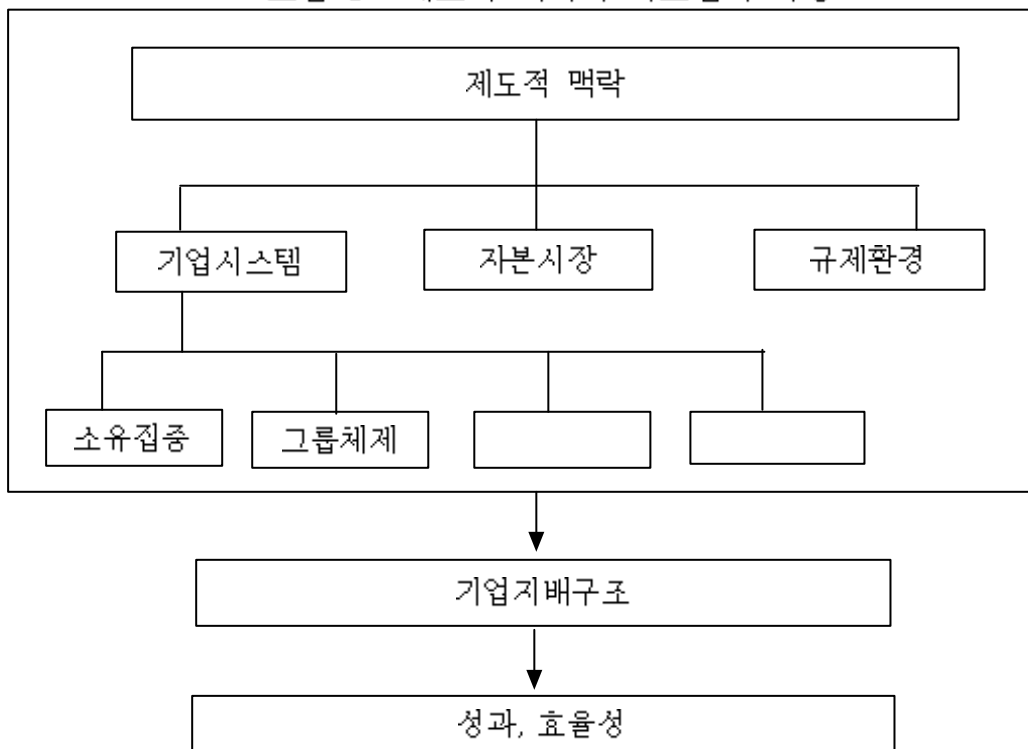 제도적 맥락
기업시스템 자본시장 규제환경
소유집중 그룹체제
기업지배구조
성과, 효율성